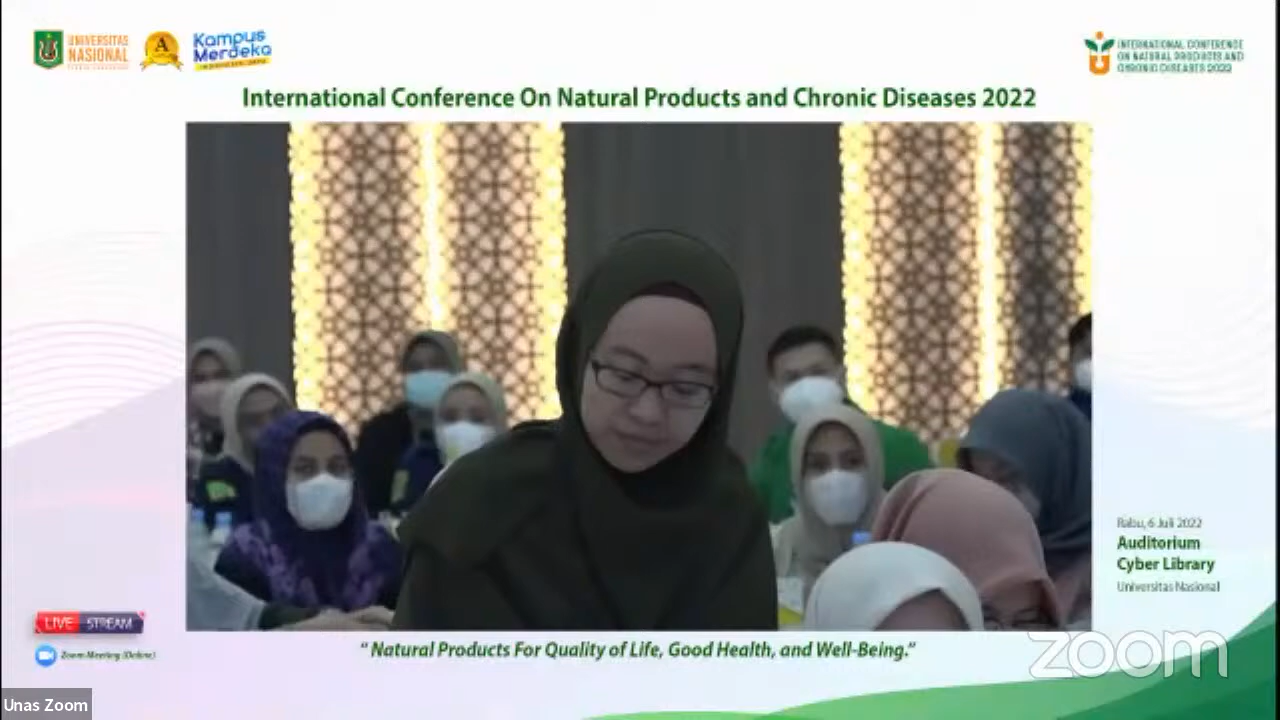 UNIVERSITAS
NASIONAL
A
Kampus
Merdeka
INTERNATIONAL CONFERENCE
ON NATURAL PRODUCTS AND
CHRONIC DISEASES 2022
International Conference On Natural Products and Chronic Diseases 2022
Rabu, 6 Juli 2022
Auditorium
Cyber Library
Universitas Nasional
LIVE STREAM
Zoom Meeting (Online)
“Natural Products For Quality of Life, Good Health, and Well-Being.”
zoom
Unas Zoom